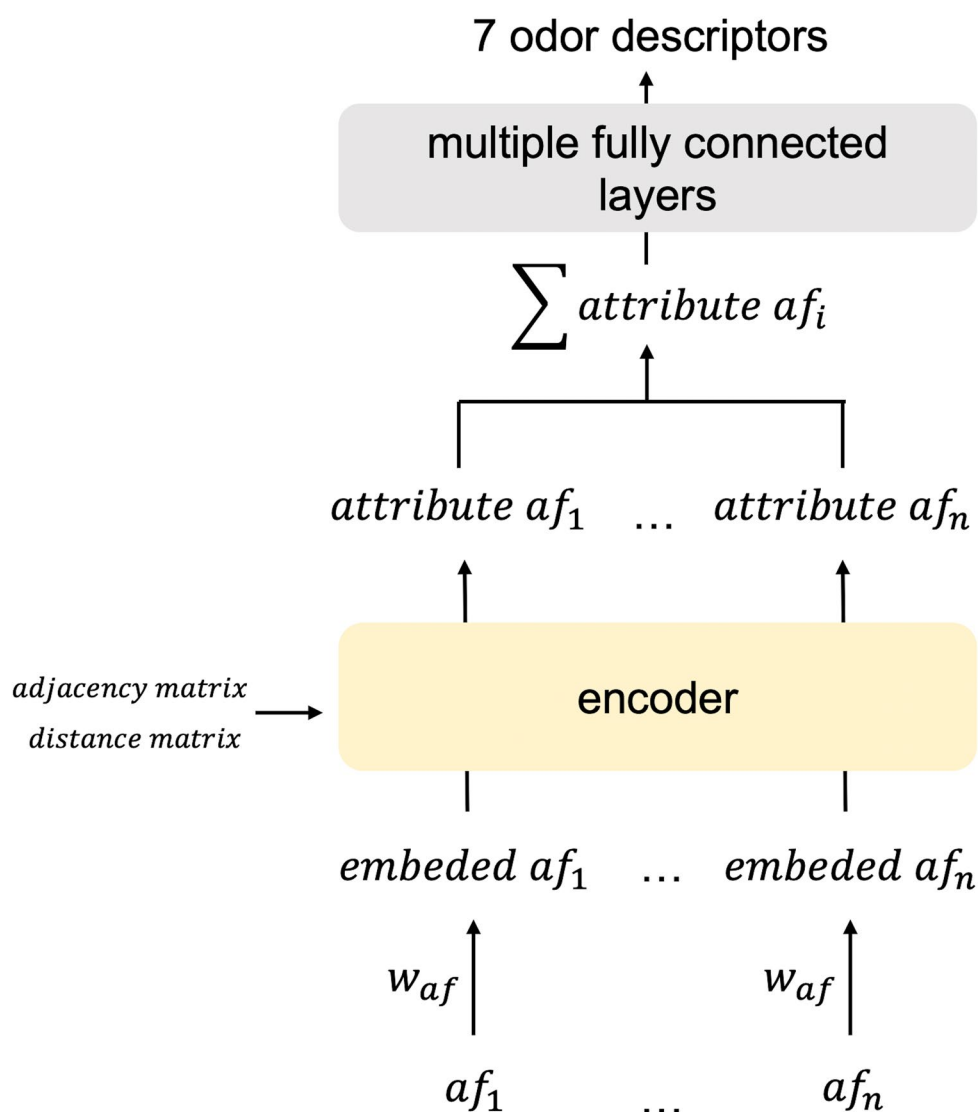 7 odor descriptors
multiple fully connected
layers
∑ attribute af_i
attribute af_1 ... attribute af_n
adjacency matrix
distance matrix
encoder
embeded af_1 ... embeded af_n
w_af w_af
af_1 ... af_n